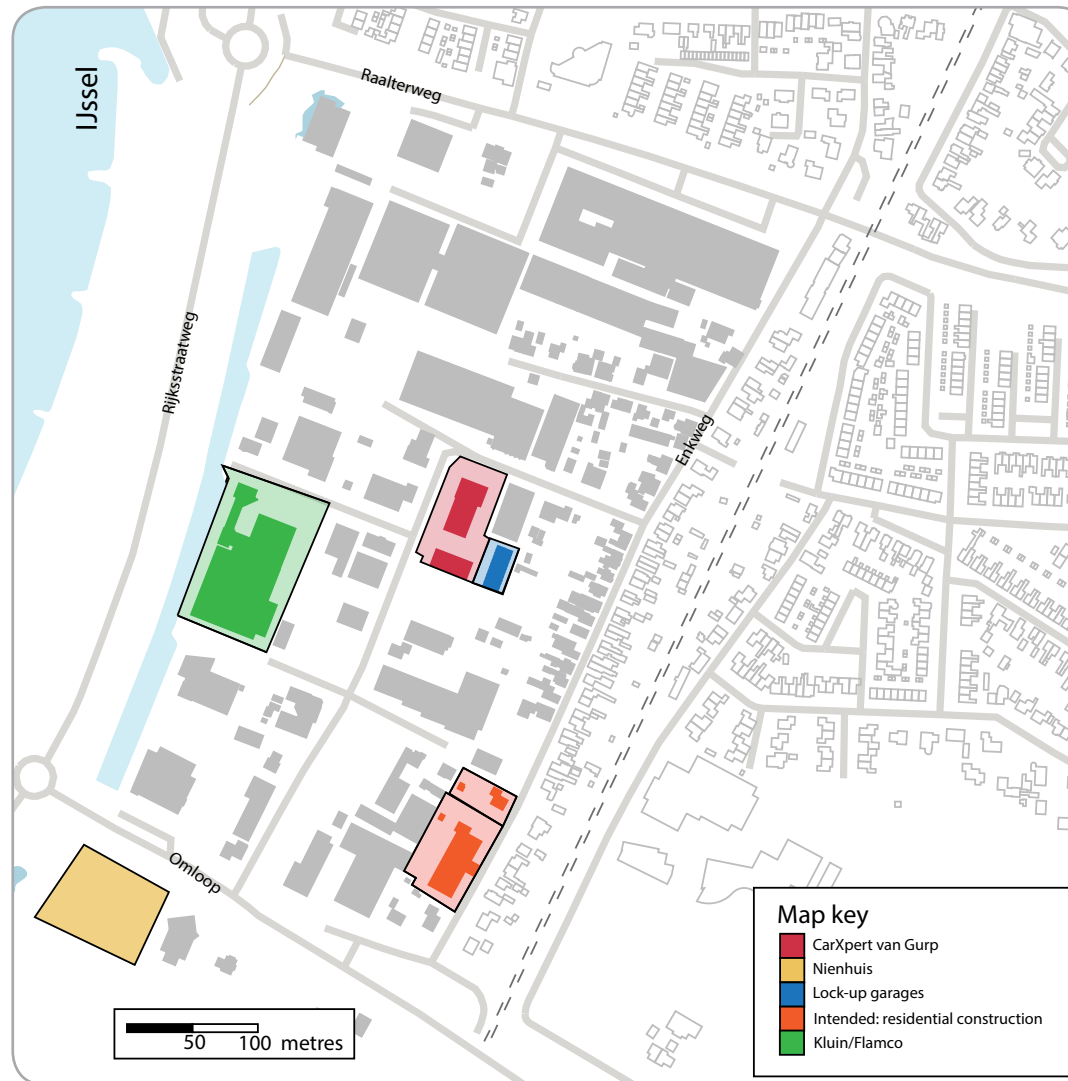 IJssel
Raalterweg
Rijksstraatweg
Enkweg
Omloop
Map key
CarXpert van Gurp
Nienhuis
Lock-up garages
Intended: residential construction
Kluin/Flamco
50 100 metres